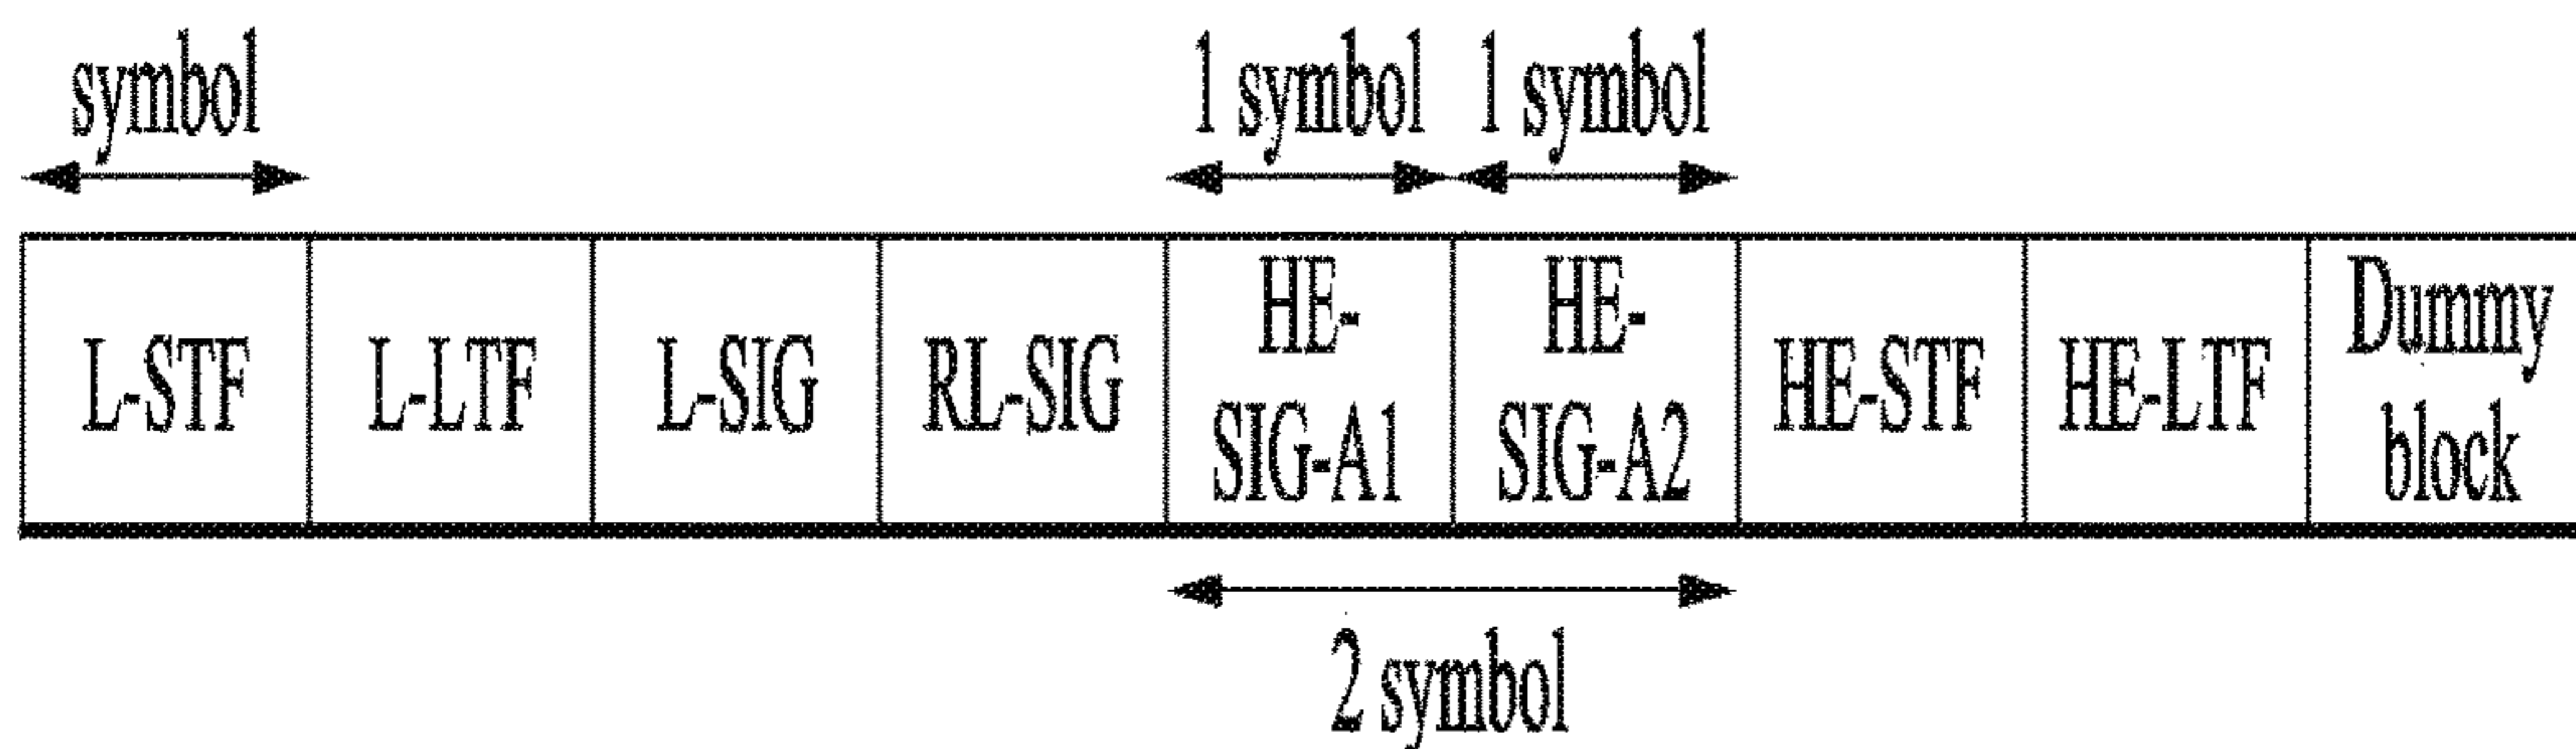 symbol
1 symbol
1 symbol
L-STF
L-LTF
L-SIG
RL-SIG
HE-
SIG-A1
HE-
SIG-A2
HE-STF
HE-LTF
Dummy
block
2 symbol